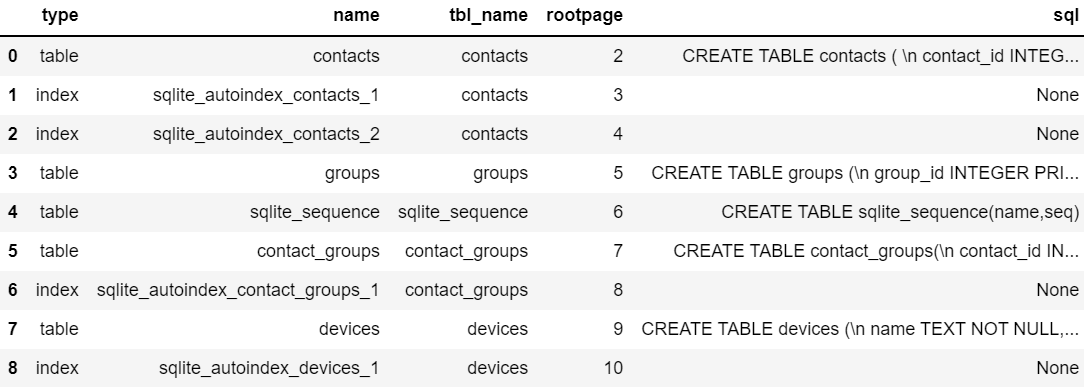 type name tbl_name rootpage sql
0 table contacts contacts 2 CREATE TABLE contacts ( \n contact_id INTEG...
1 index sqlite_autoindex_contacts_1 contacts 3 None
2 index sqlite_autoindex_contacts_2 contacts 4 None
3 table groups groups 5 CREATE TABLE groups (\n group_id INTEGER PRI...
4 table sqlite_sequence sqlite_sequence 6 CREATE TABLE sqlite_sequence(name,seq)
5 table contact_groups contact_groups 7 CREATE TABLE contact_groups(\n contact_id IN...
6 index sqlite_autoindex_contact_groups_1 contact_groups 8 None
7 table devices devices 9 CREATE TABLE devices (\n name TEXT NOT NULL,...
8 index sqlite_autoindex_devices_1 devices 10 None